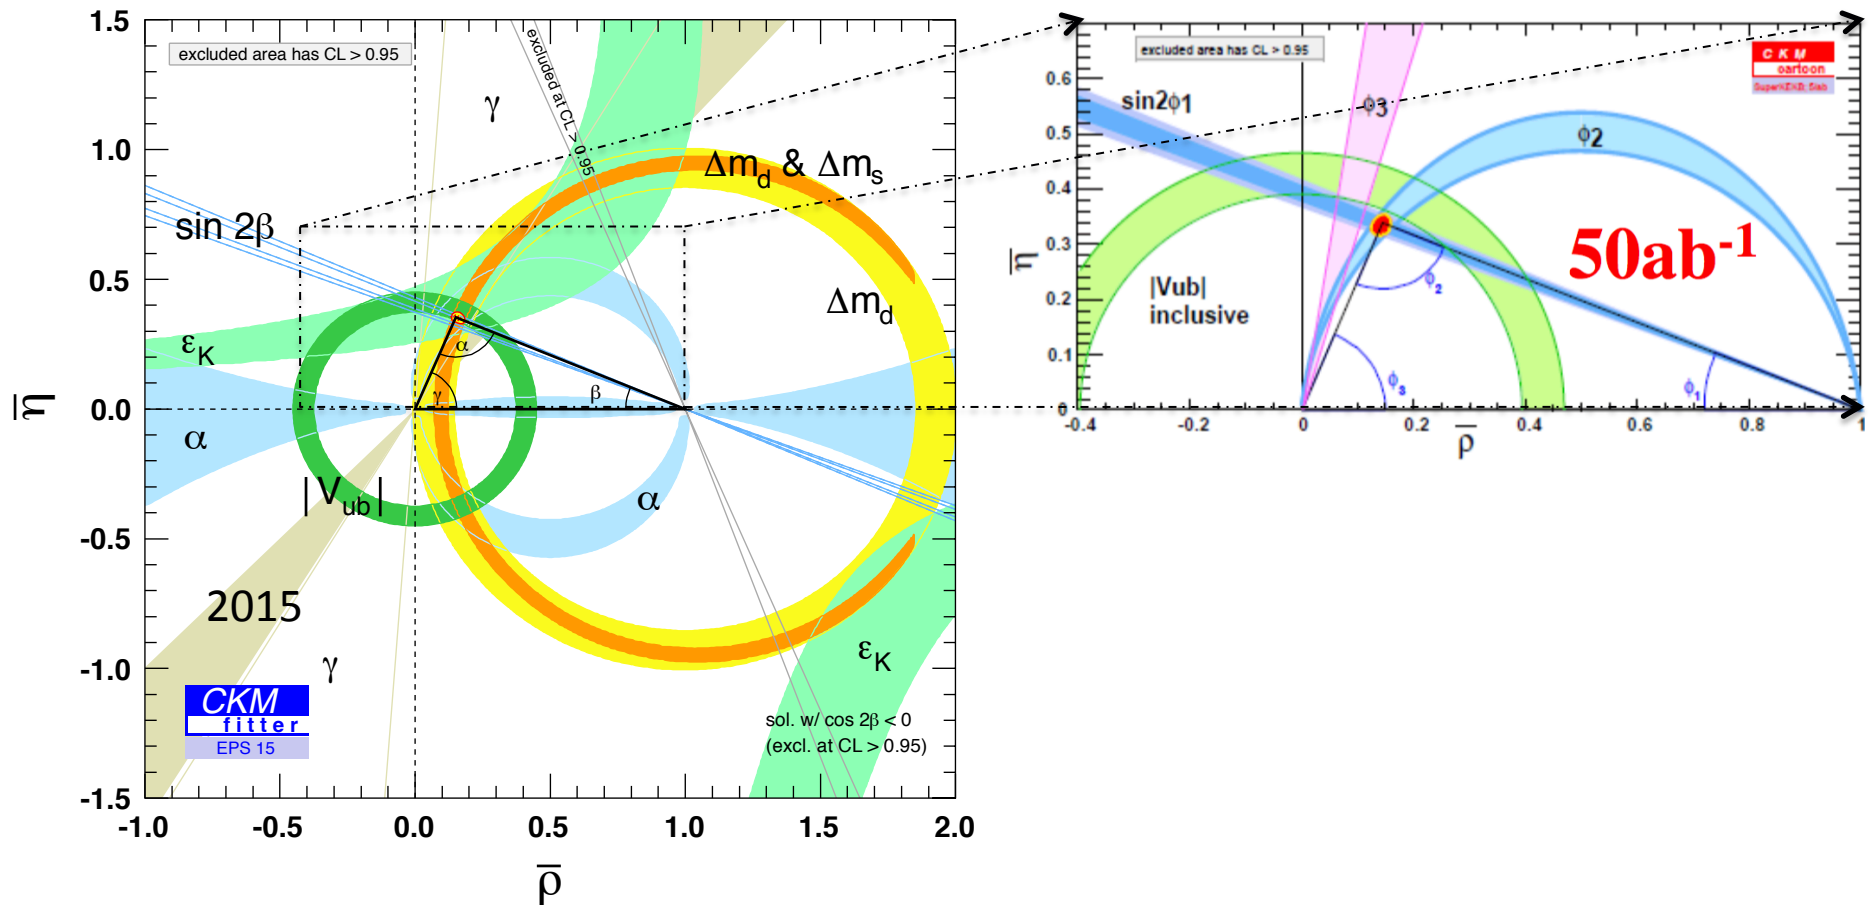 excluded area has CL > 0.95
γ
excluded at CL > 0.95
Δm_d & Δm_s
sin 2β
Δm_d
ε_K
α
β
γ
α
α
|V_ub|
2015
γ
ε_K
CKM
fitter
EPS 15
sol. w/ cos 2β < 0
(excl. at CL > 0.95)
1.5
1.0
0.5
0.0
-0.5
-1.0
-1.5
η̅
-1.0 -0.5 0.0 0.5 1.0 1.5 2.0
ρ̅
excluded area has CL > 0.95
CKM
cartoon
sin2ϕ1
ϕ3
ϕ2
50ab⁻¹
|Vub|
inclusive
ϕ₂
ϕ₃
ϕ₁
0.6
0.5
0.4
0.3
0.2
0.1
0
η̅
-0.4 -0.2 0 0.2 0.4 0.6 0.8 1
ρ̅